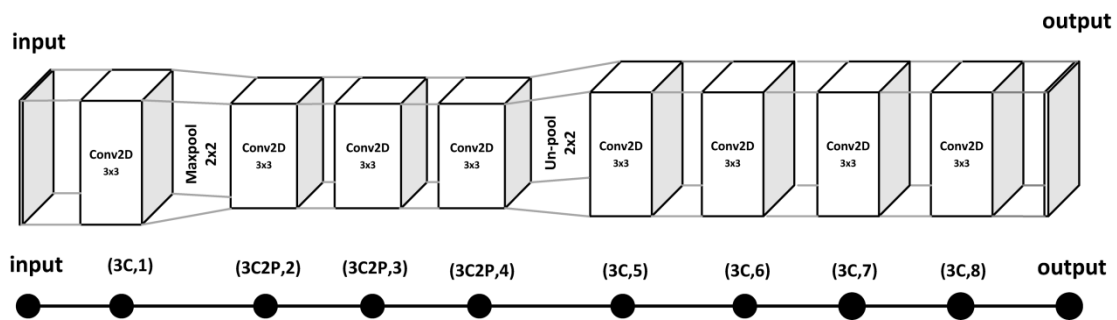 input
output
Conv2D
3x3
Maxpool
2x2
Conv2D
3x3
Conv2D
3x3
Conv2D
3x3
Un-pool
2x2
Conv2D
3x3
Conv2D
3x3
Conv2D
3x3
Conv2D
3x3
input (3C,1) (3C2P,2) (3C2P,3) (3C2P,4) (3C,5) (3C,6) (3C,7) (3C,8) output